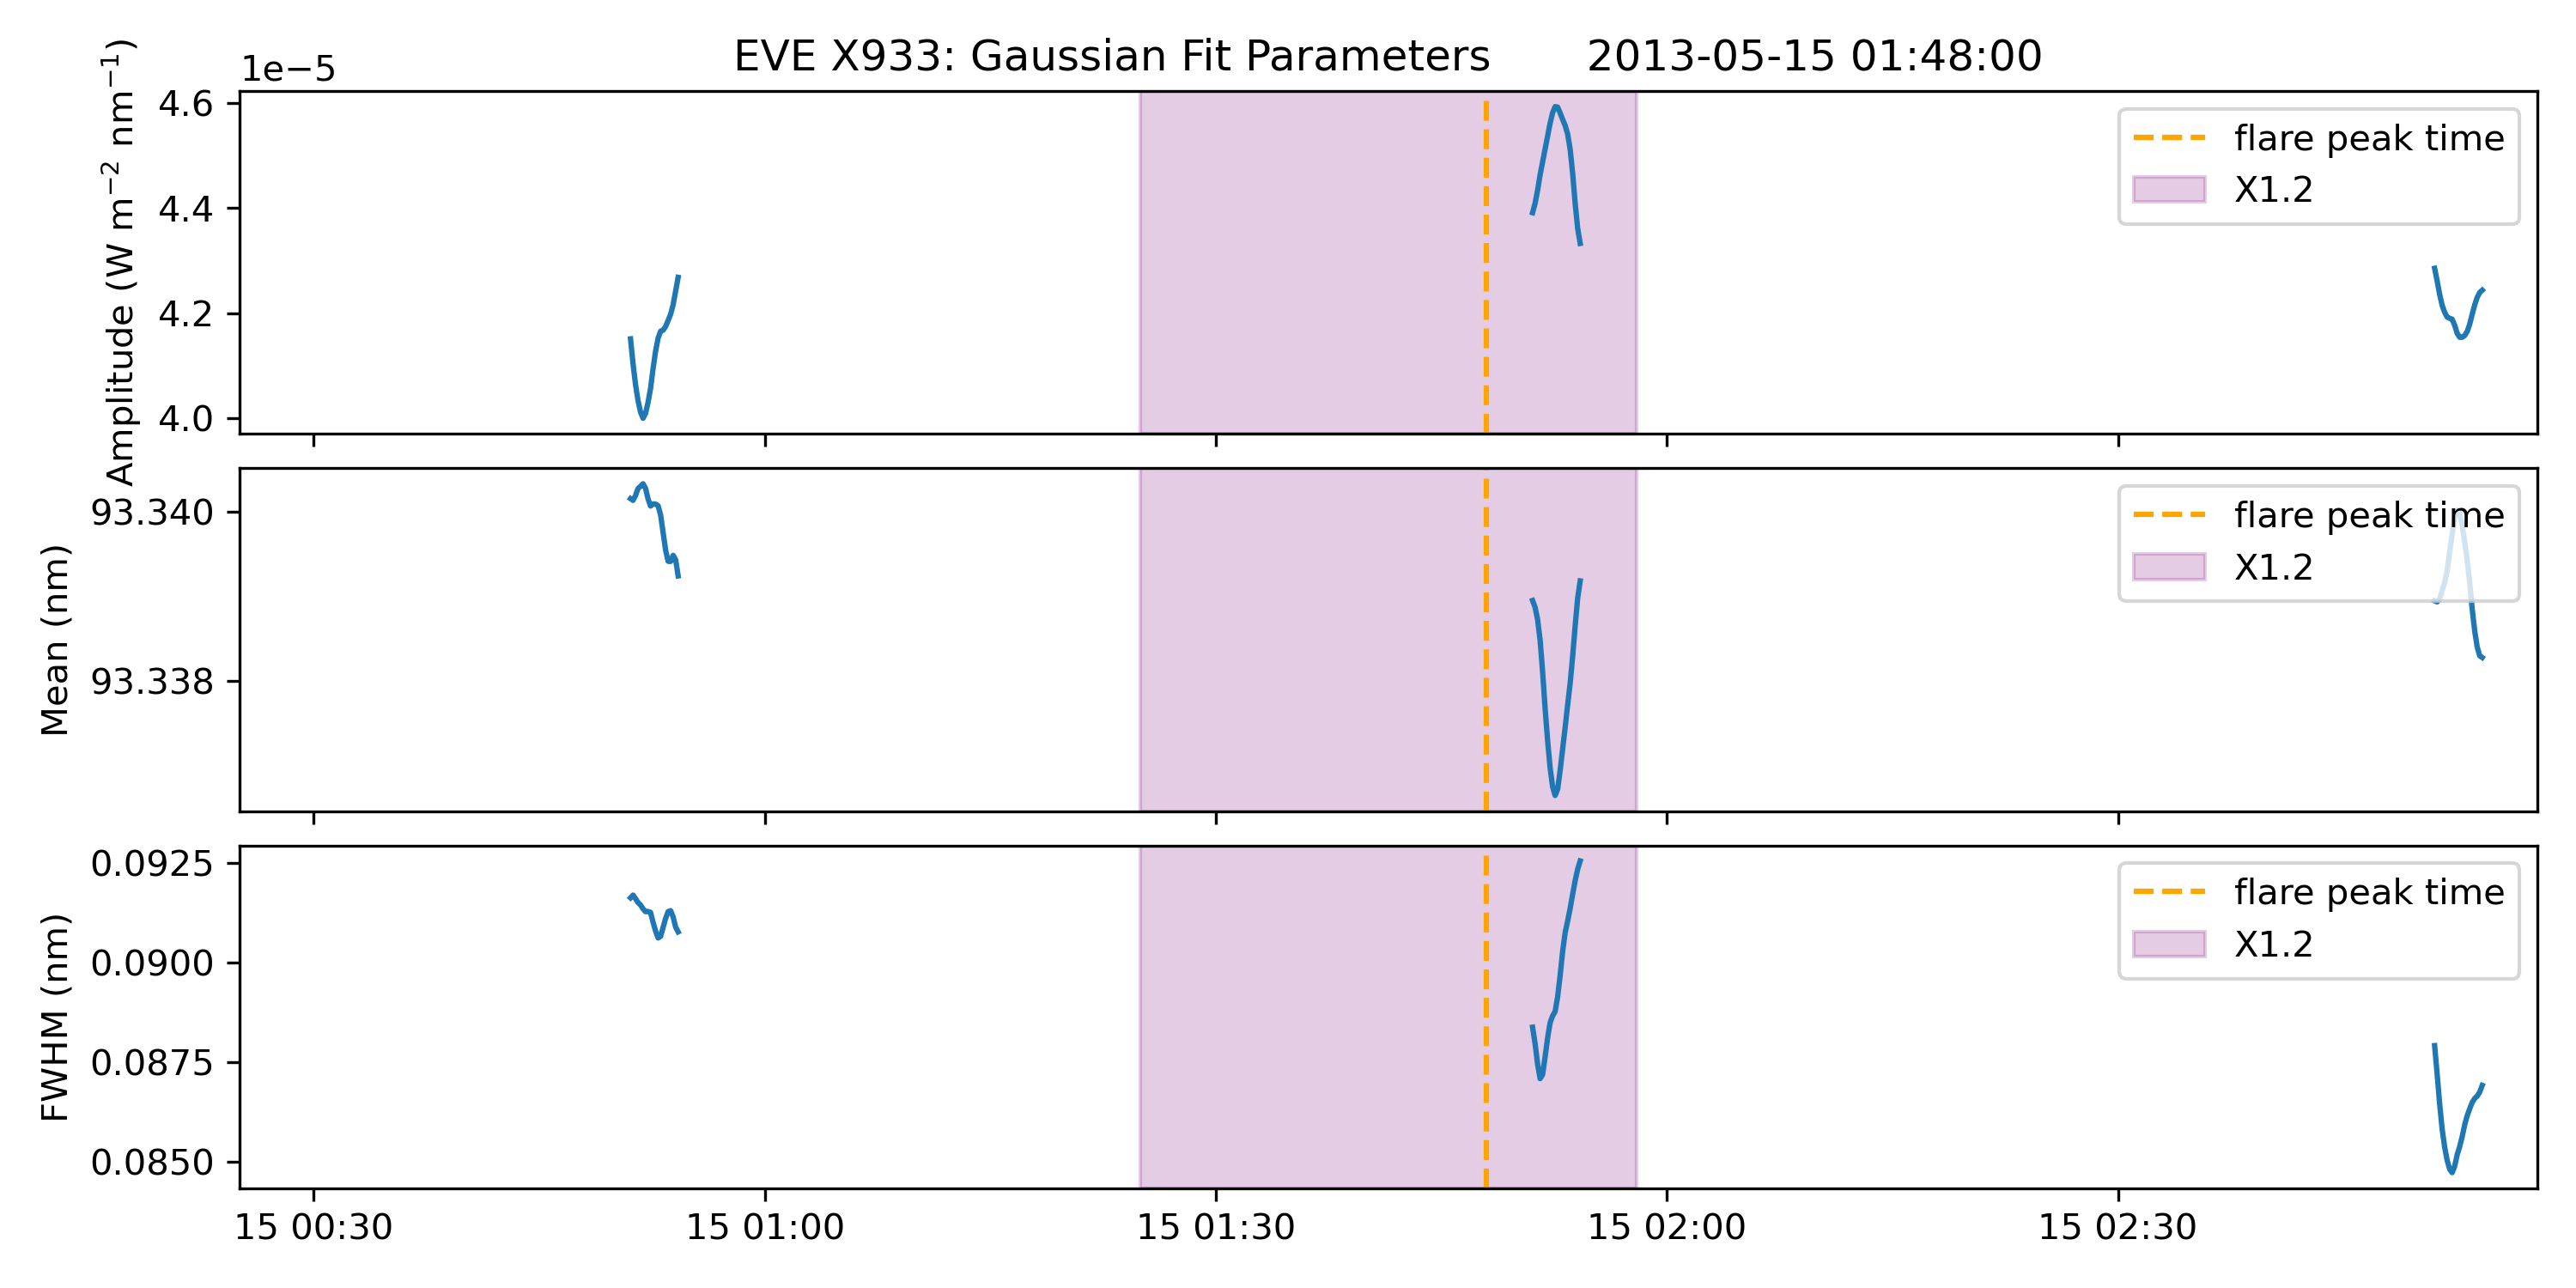 EVE X933: Gaussian Fit Parameters 2013-05-15 01:48:00
1e−5
Amplitude (W m⁻² nm⁻¹)
4.6
4.4
4.2
4.0
flare peak time
X1.2
Mean (nm)
93.340
93.338
flare peak time
X1.2
FWHM (nm)
0.0925
0.0900
0.0875
0.0850
flare peak time
X1.2
15 00:30 15 01:00 15 01:30 15 02:00 15 02:30